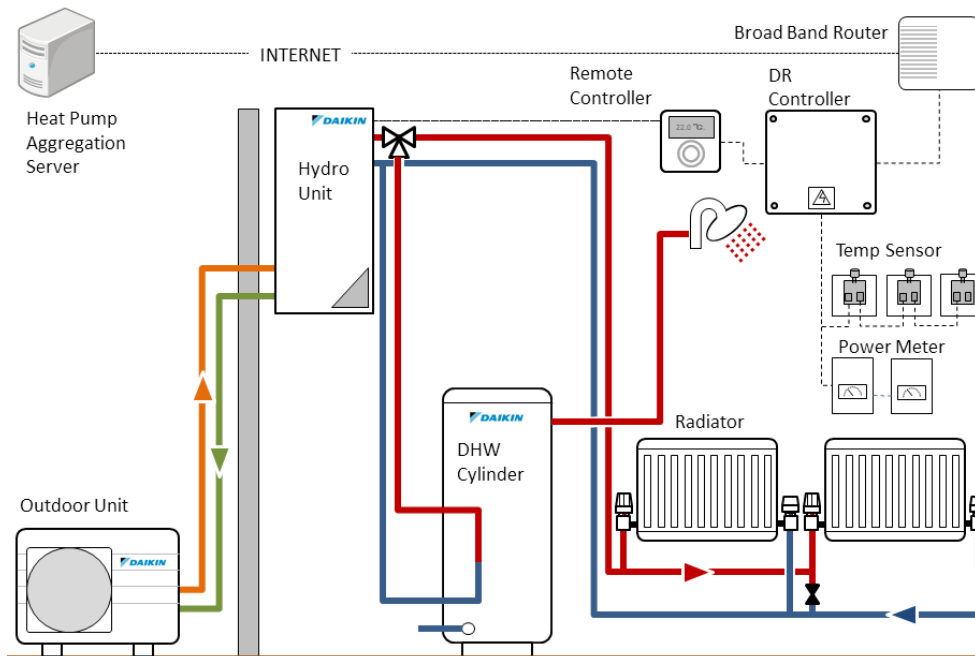 Broad Band Router
INTERNET
Heat Pump
Aggregation
Server
Remote
Controller
DR
Controller
DAIKIN
Hydro
Unit
22.0 °C.
Temp Sensor
Power Meter
DAIKIN
DHW
Cylinder
Radiator
Outdoor Unit
DAIKIN